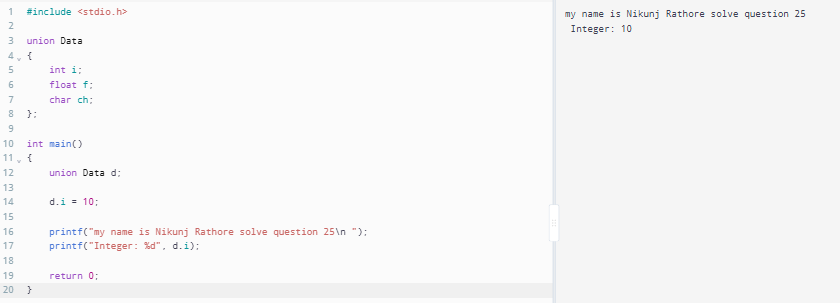 1 #include <stdio.h>
2
3 union Data
4 {
5 int i;
6 float f;
7 char ch;
8 };
9
10 int main()
11 {
12 union Data d;
13
14 d.i = 10;
15
16 printf("my name is Nikunj Rathore solve question 25\n ");
17 printf("Integer: %d", d.i);
18
19 return 0;
20 }
my name is Nikunj Rathore solve question 25
Integer: 10